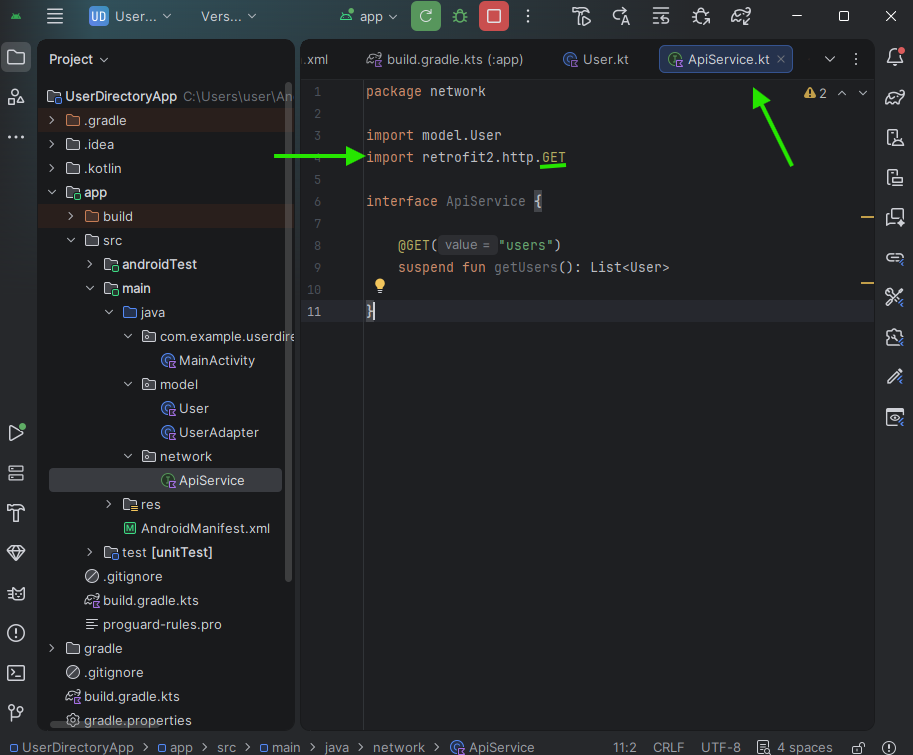 UD User... Vers... app
Project
.xml build.gradle.kts (:app) User.kt ApiService.kt
UserDirectoryApp C:\Users\user\An
.gradle
.idea
.kotlin
app
build
src
androidTest
main
java
com.example.userdire
MainActivity
model
User
UserAdapter
network
ApiService
res
AndroidManifest.xml
test [unitTest]
.gitignore
build.gradle.kts
proguard-rules.pro
gradle
.gitignore
build.gradle.kts
gradle.properties
2
1 package network
2
3 import model.User
4 import retrofit2.http.GET
5
6 interface ApiService {
7
8 @GET( value = "users")
9 suspend fun getUsers(): List<User>
10
11 }
UserDirectoryApp > app > src > main > java > network > ApiService 11:2 CRLF UTF-8 4 spaces